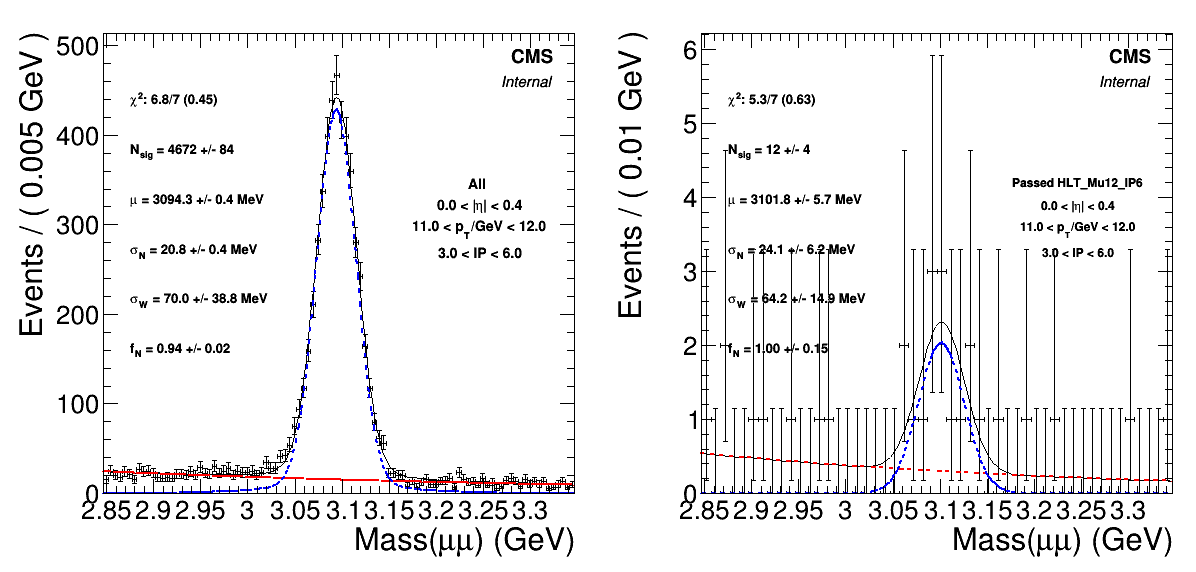 Events / ( 0.005 GeV )
500
400
300
200
100
0
CMS
Internal
χ²: 6.8/7 (0.45)
N_sig = 4672 +/- 84
μ = 3094.3 +/- 0.4 MeV
σ_N = 20.8 +/- 0.4 MeV
σ_W = 70.0 +/- 38.8 MeV
f_N = 0.94 +/- 0.02
All
0.0 < |η| < 0.4
11.0 < p_T/GeV < 12.0
3.0 < IP < 6.0
2.85 2.9 2.95 3 3.05 3.1 3.15 3.2 3.25 3.3
Mass(μμ) (GeV)
Events / ( 0.01 GeV )
6
5
4
3
2
1
0
CMS
Internal
χ²: 5.3/7 (0.63)
N_sig = 12 +/- 4
μ = 3101.8 +/- 5.7 MeV
σ_N = 24.1 +/- 6.2 MeV
σ_W = 64.2 +/- 14.9 MeV
f_N = 1.00 +/- 0.15
Passed HLT_Mu12_IP6
0.0 < |η| < 0.4
11.0 < p_T/GeV < 12.0
3.0 < IP < 6.0
2.85 2.9 2.95 3 3.05 3.1 3.15 3.2 3.25 3.3
Mass(μμ) (GeV)